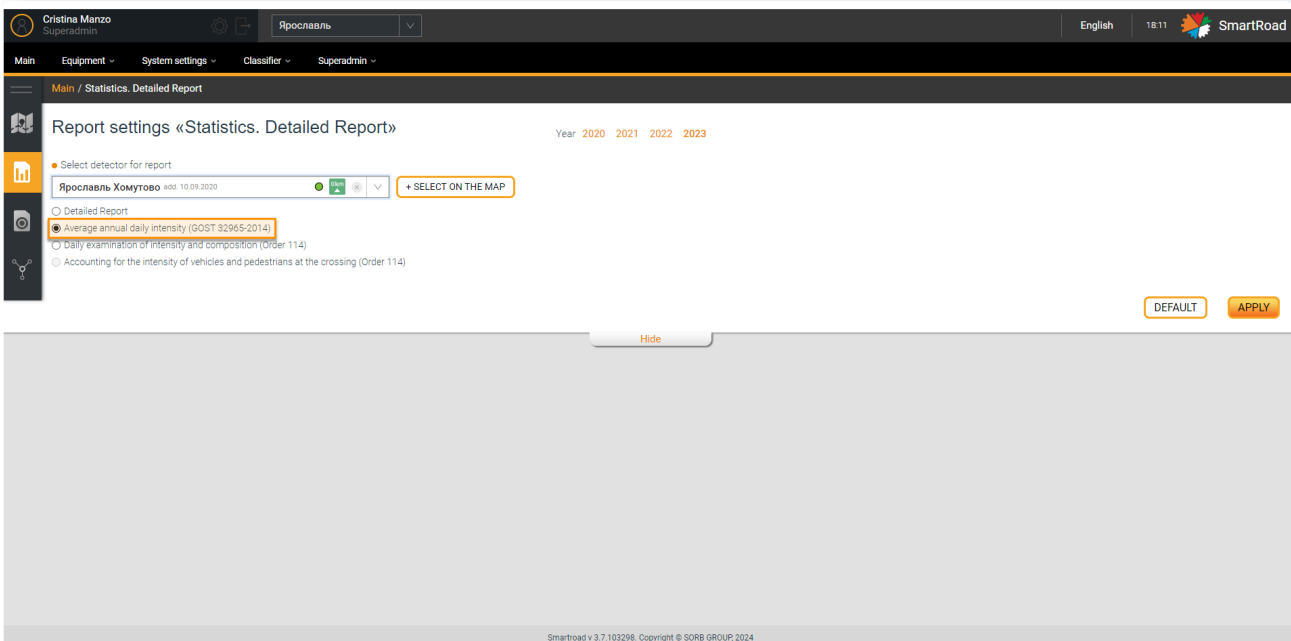 Cristina Manzo
Superadmin
Ярославль
English
18:11
SmartRoad
Main Equipment System settings Classifier Superadmin
Main / Statistics. Detailed Report
Report settings «Statistics. Detailed Report»
Year 2020 2021 2022 2023
Select detector for report
Ярославль Хомутово add. 10.09.2020 0km
+ SELECT ON THE MAP
Detailed Report
Average annual daily intensity (GOST 32965-2014)
Daily examination of intensity and composition (Order 114)
Accounting for the intensity of vehicles and pedestrians at the crossing (Order 114)
DEFAULT APPLY
Hide
Smartroad v 3.7.103298. Copyright © SORB GROUP, 2024